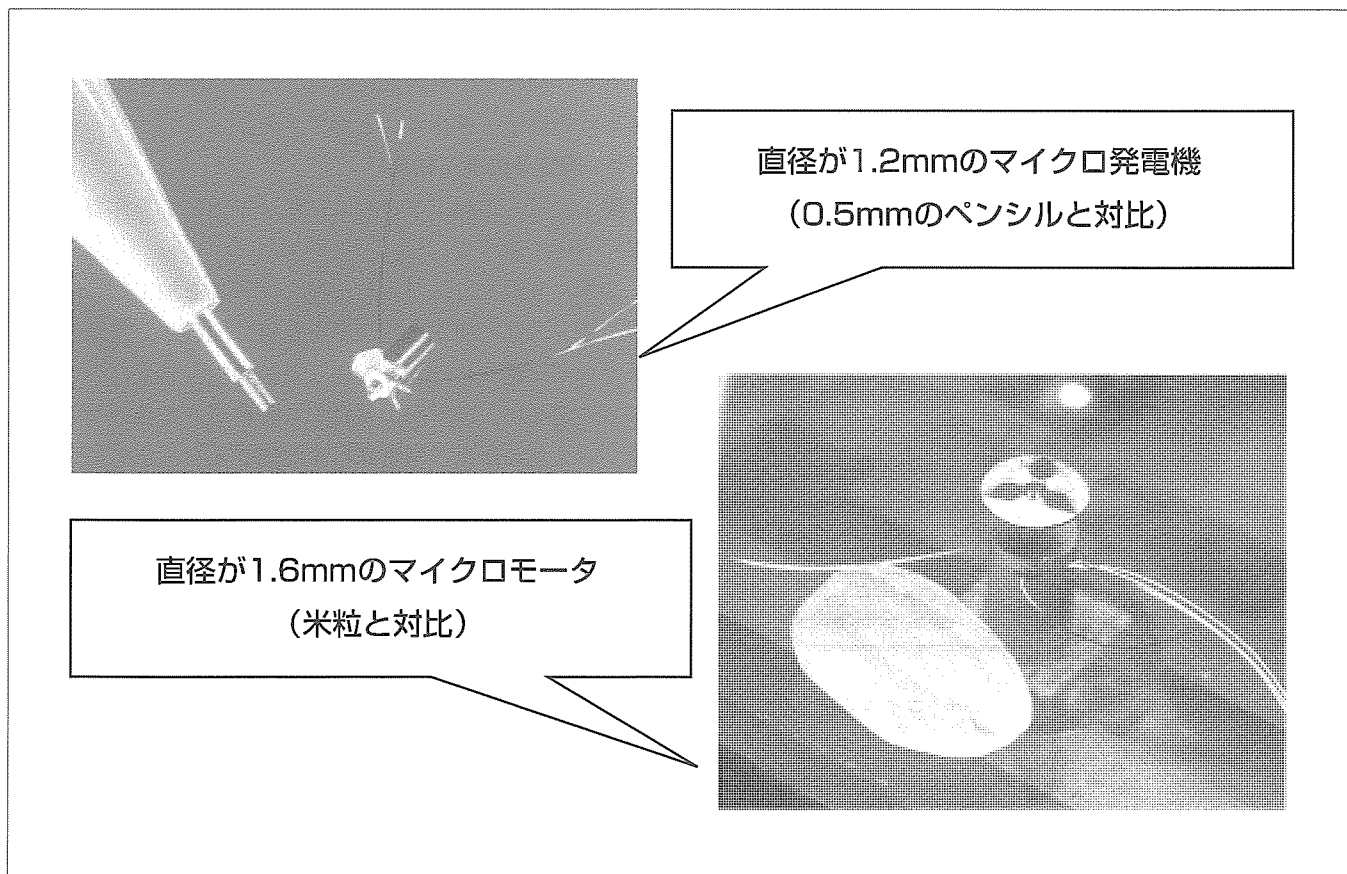 直径が1.2mmのマイクロ発電機
（0.5mmのペンシルと対比）
直径が1.6mmのマイクロモータ
（米粒と対比）